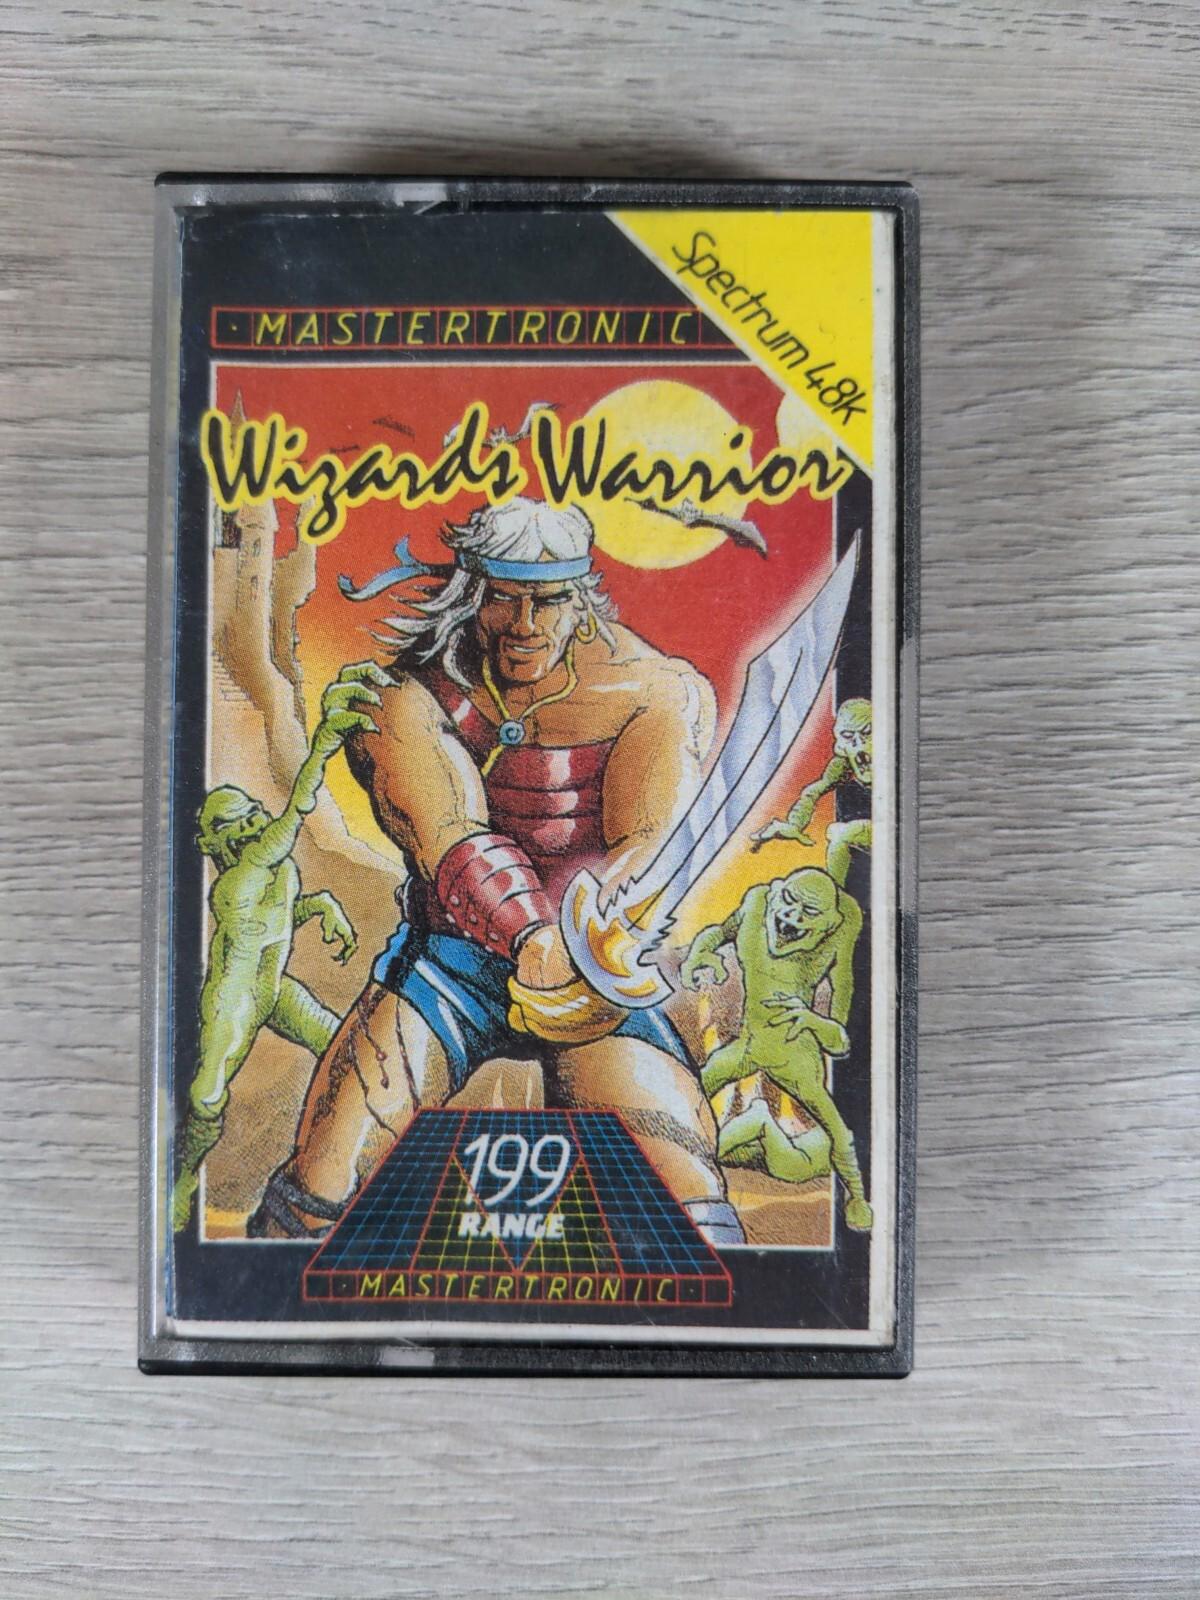 Spectrum 48k
MASTERTRONIC
Wizards Warrior
199
RANGE
MASTERTRONIC